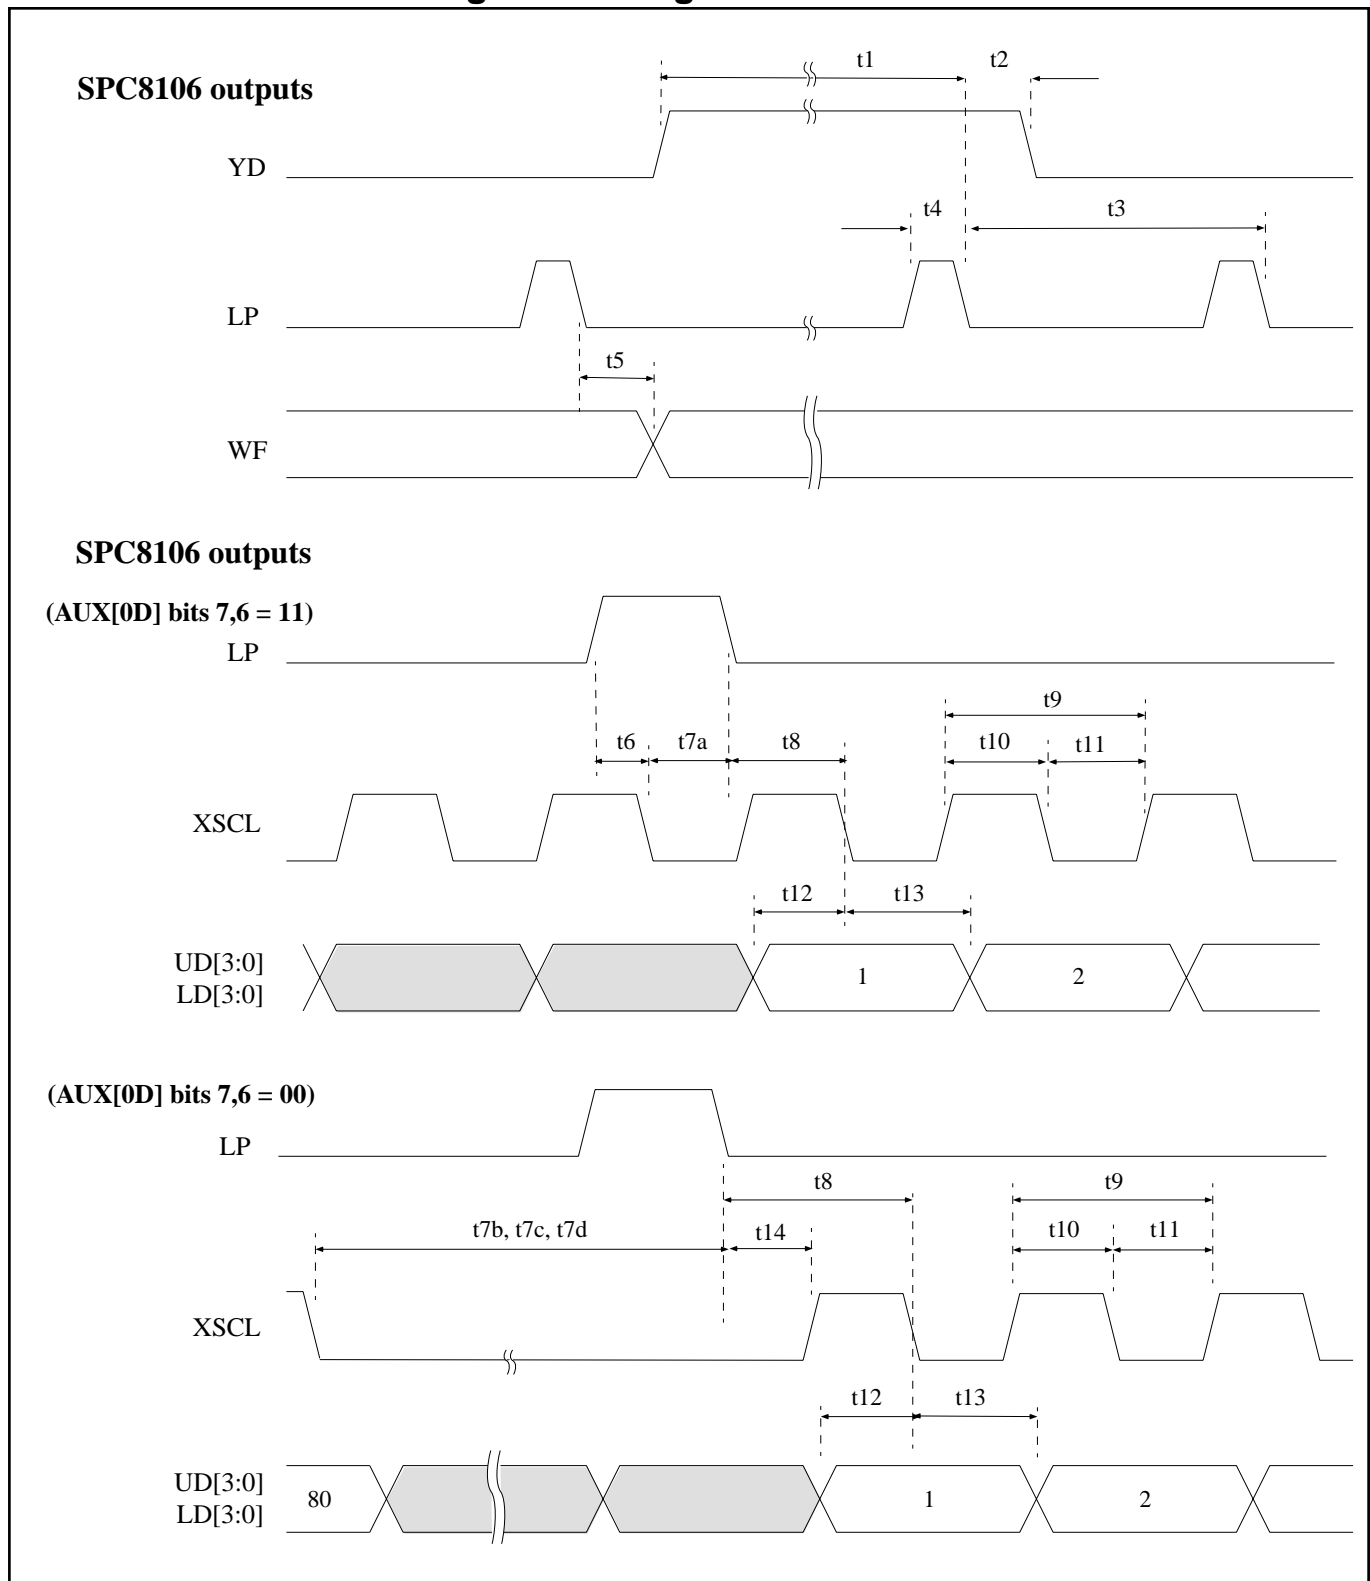 SPC8106 outputs
t1
t2
YD
t4
t3
LP
t5
WF
SPC8106 outputs
(AUX[0D] bits 7,6 = 11)
LP
t9
t6
t7a
t8
t10
t11
XSCL
t12
t13
UD[3:0]
LD[3:0]
1
2
(AUX[0D] bits 7,6 = 00)
LP
t8
t9
t7b, t7c, t7d
t14
t10
t11
XSCL
t12
t13
UD[3:0]
LD[3:0]
80
1
2